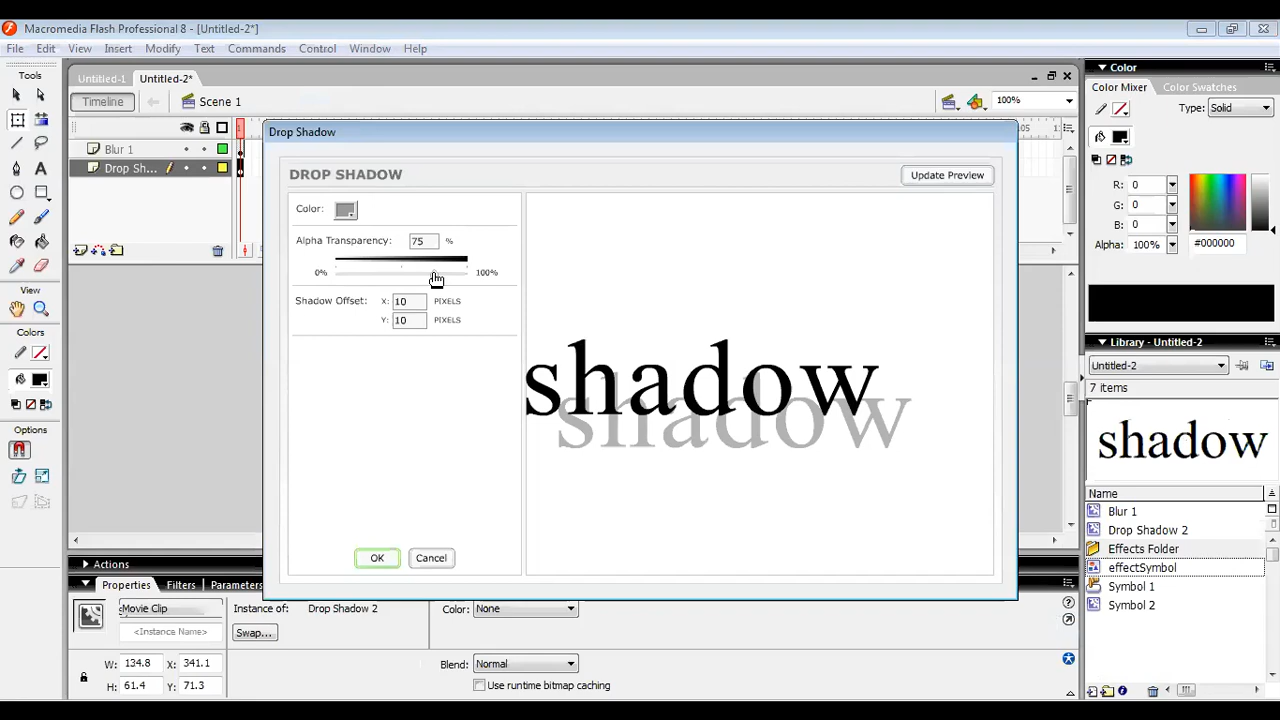 Macromedia Flash Professional 8 - [Untitled-2*]
File Edit View Insert Modify Text Commands Control Window Help
Tools
Untitled-1 Untitled-2*
Timeline Scene 1 100%
Blur 1
Drop Sh...
105
Drop Shadow
DROP SHADOW
Update Preview
Color:
Alpha Transparency: 75 %
0% 100%
Shadow Offset: X: 10 PIXELS
Y: 10 PIXELS
shadow
shadow
OK Cancel
View
Colors
Options
Actions
Properties Filters Parameters
Movie Clip Instance of: Drop Shadow 2 Color: None
<Instance Name> Swap...
W: 134.8 X: 341.1 Blend: Normal
H: 61.4 Y: 71.3 Use runtime bitmap caching
Color
Color Mixer Color Swatches
Type: Solid
R: 0
G: 0
B: 0
Alpha: 100% #000000
Library - Untitled-2
Untitled-2
7 items
shadow
Name
Blur 1
Drop Shadow 2
Effects Folder
effectSymbol
Symbol 1
Symbol 2